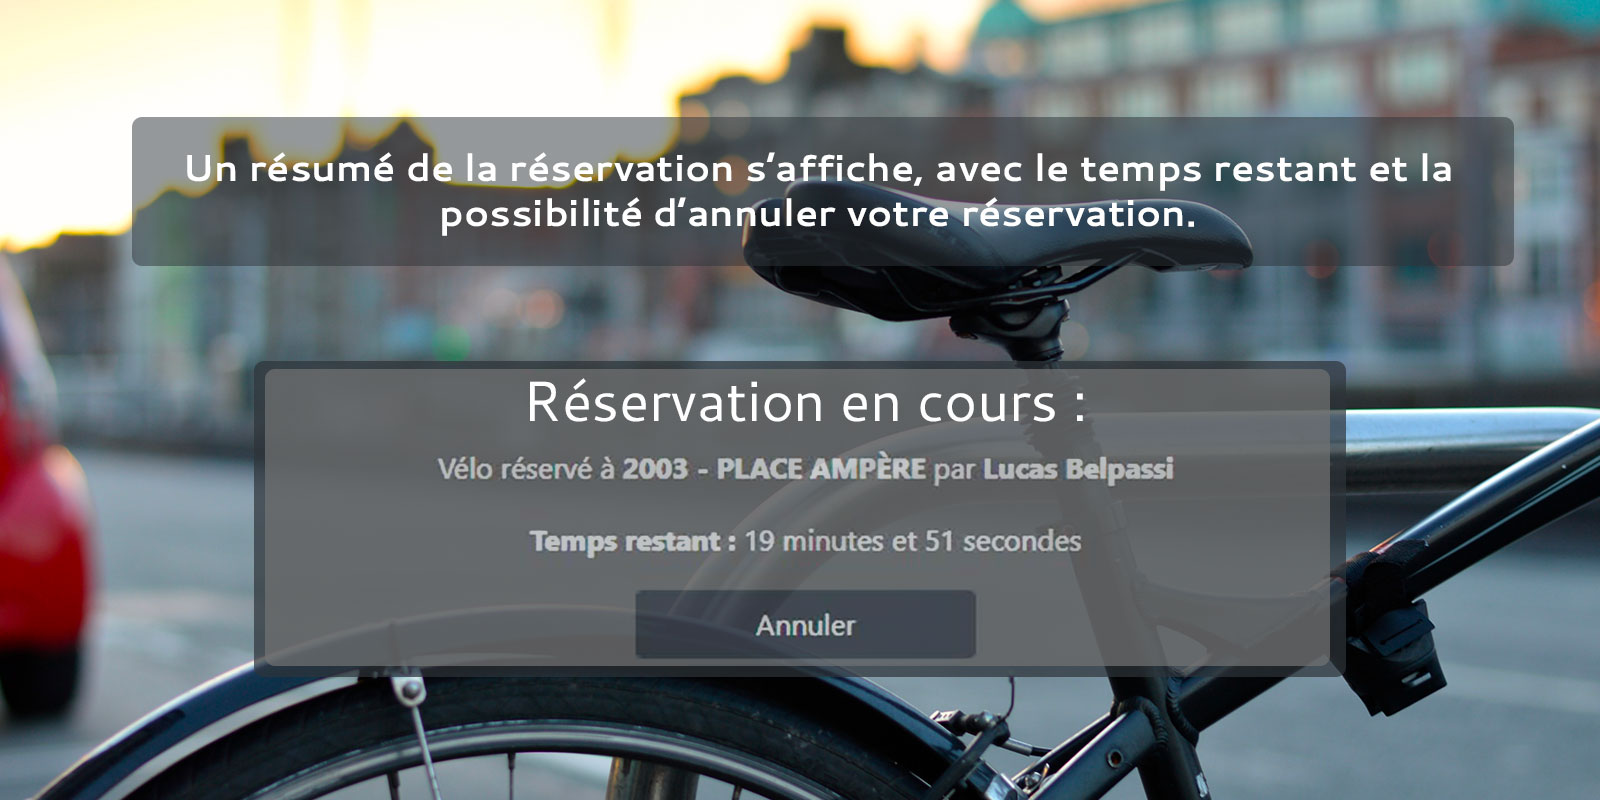 Un résumé de la réservation s’affiche, avec le temps restant et la
possibilité d’annuler votre réservation.
Réservation en cours :
Vélo réservé à 2003 - PLACE AMPÈRE par Lucas Belpassi
Temps restant : 19 minutes et 51 secondes
Annuler